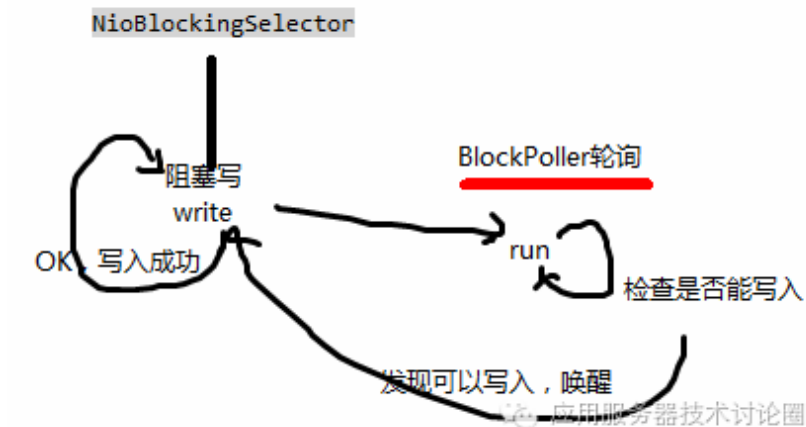 NioBlockingSelector
BlockPoller轮询
阻塞写
write
run
OK，写入成功
检查是否能写入
发现可以写入，唤醒
应用服务器技术讨论圈